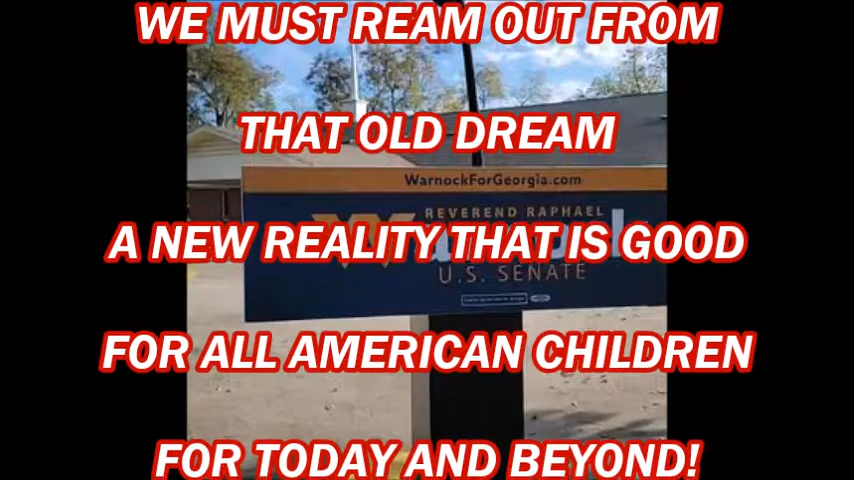 WE MUST REAM OUT FROM
THAT OLD DREAM
WarnockForGeorgia.com
REVEREND RAPHAEL
A NEW REALITY THAT IS GOOD
U.S. SENATE
FOR ALL AMERICAN CHILDREN
FOR TODAY AND BEYOND!